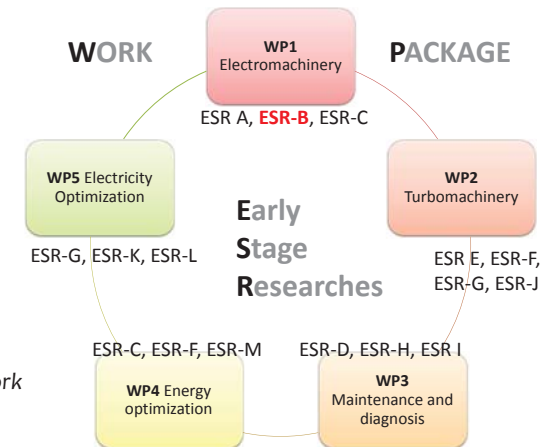 WORK
PACKAGE
WP1
Electromachinery
ESR A, ESR-B, ESR-C
WP5 Electricity
Optimization
WP2
Turbomachinery
Early
Stage
Researches
ESR-G, ESR-K, ESR-L
ESR E, ESR-F,
ESR-G, ESR-J
ESR-C, ESR-F, ESR-M
ESR-D, ESR-H, ESR I
WP4 Energy
optimization
WP3
Maintenance and
diagnosis